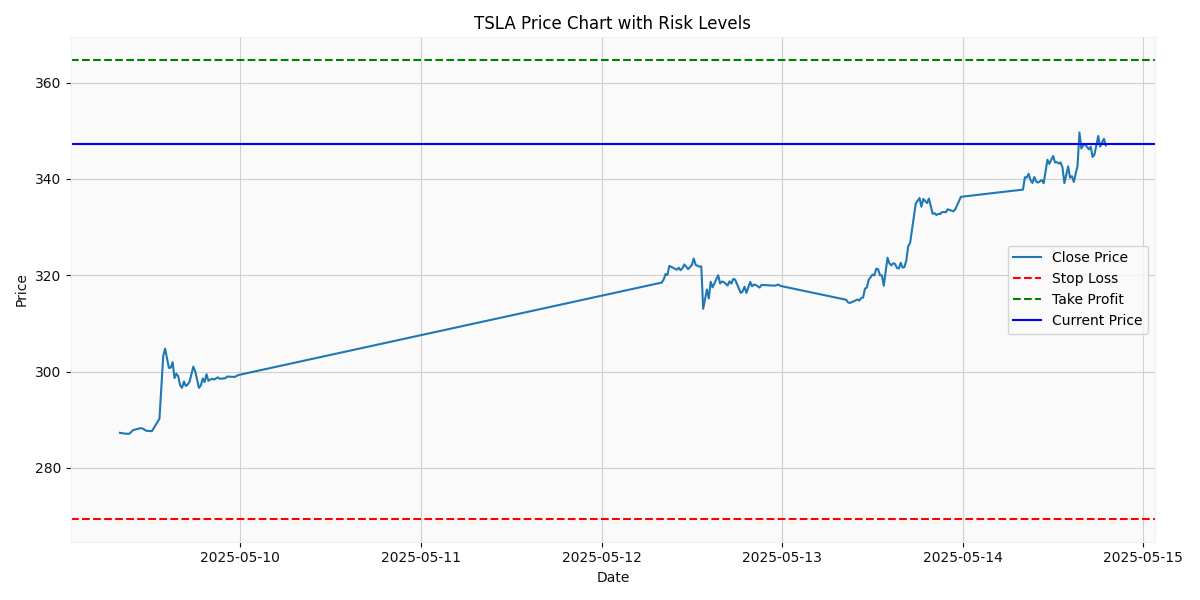 TSLA Price Chart with Risk Levels
360
340
320
300
280
Price
Close Price
Stop Loss
Take Profit
Current Price
2025-05-10
2025-05-11
2025-05-12
2025-05-13
2025-05-14
2025-05-15
Date